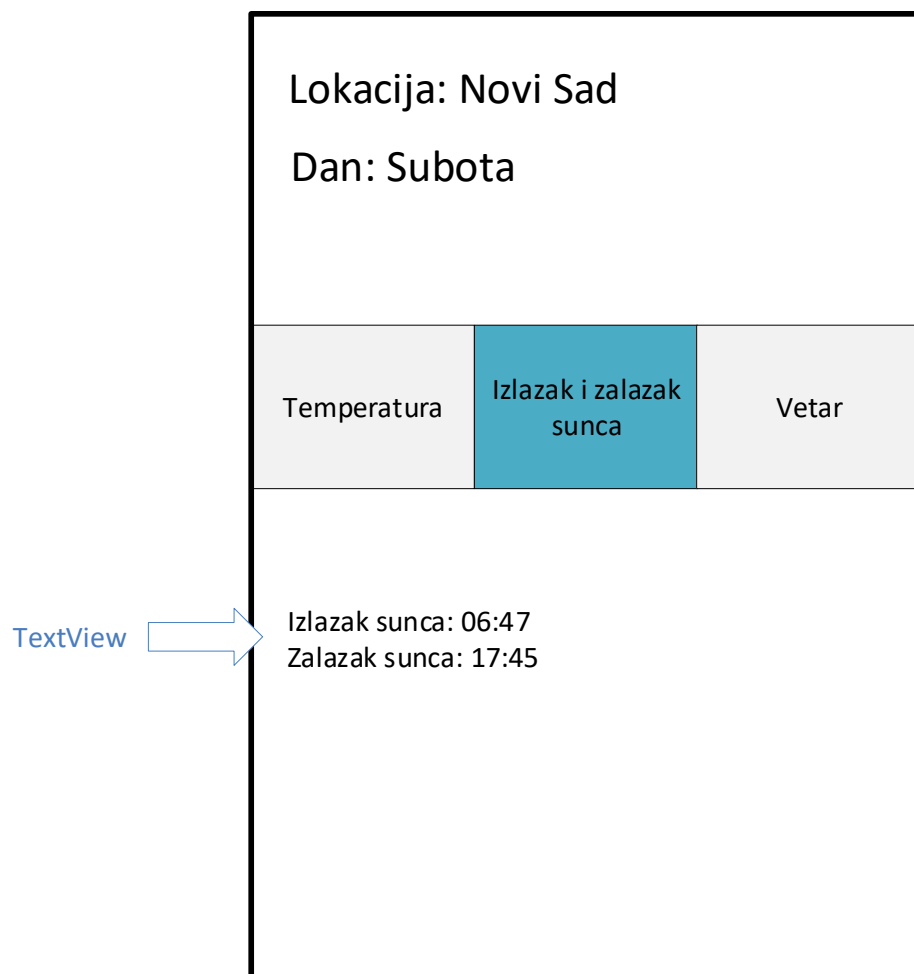 Lokacija: Novi Sad
Dan: Subota
Temperatura
Izlazak i zalazak
sunca
Vetar
TextView
Izlazak sunca: 06:47
Zalazak sunca: 17:45